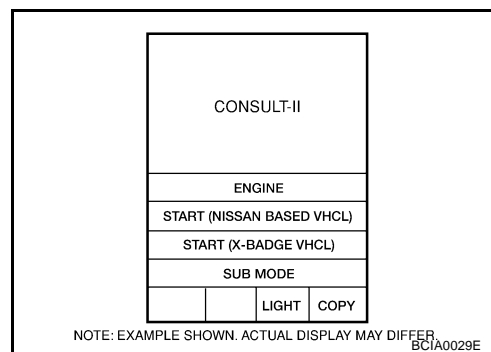 CONSULT-II
ENGINE
START (NISSAN BASED VHCL)
START (X-BADGE VHCL)
SUB MODE
LIGHT COPY
NOTE: EXAMPLE SHOWN. ACTUAL DISPLAY MAY DIFFER.
BCIA0029E